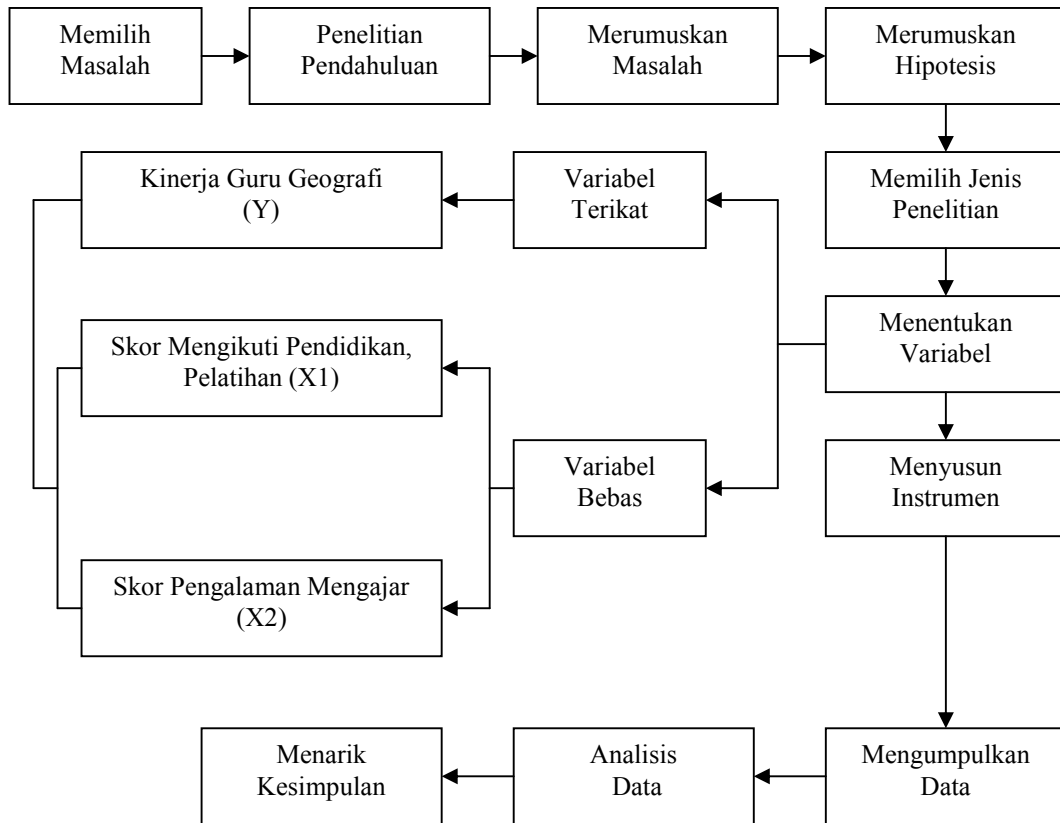 Memilih
Masalah
Penelitian
Pendahuluan
Merumuskan
Masalah
Merumuskan
Hipotesis
Kinerja Guru Geografi
(Y)
Variabel
Terikat
Memilih Jenis
Penelitian
Skor Mengikuti Pendidikan,
Pelatihan (X1)
Menentukan
Variabel
Variabel
Bebas
Menyusun
Instrumen
Skor Pengalaman Mengajar
(X2)
Menarik
Kesimpulan
Analisis
Data
Mengumpulkan
Data